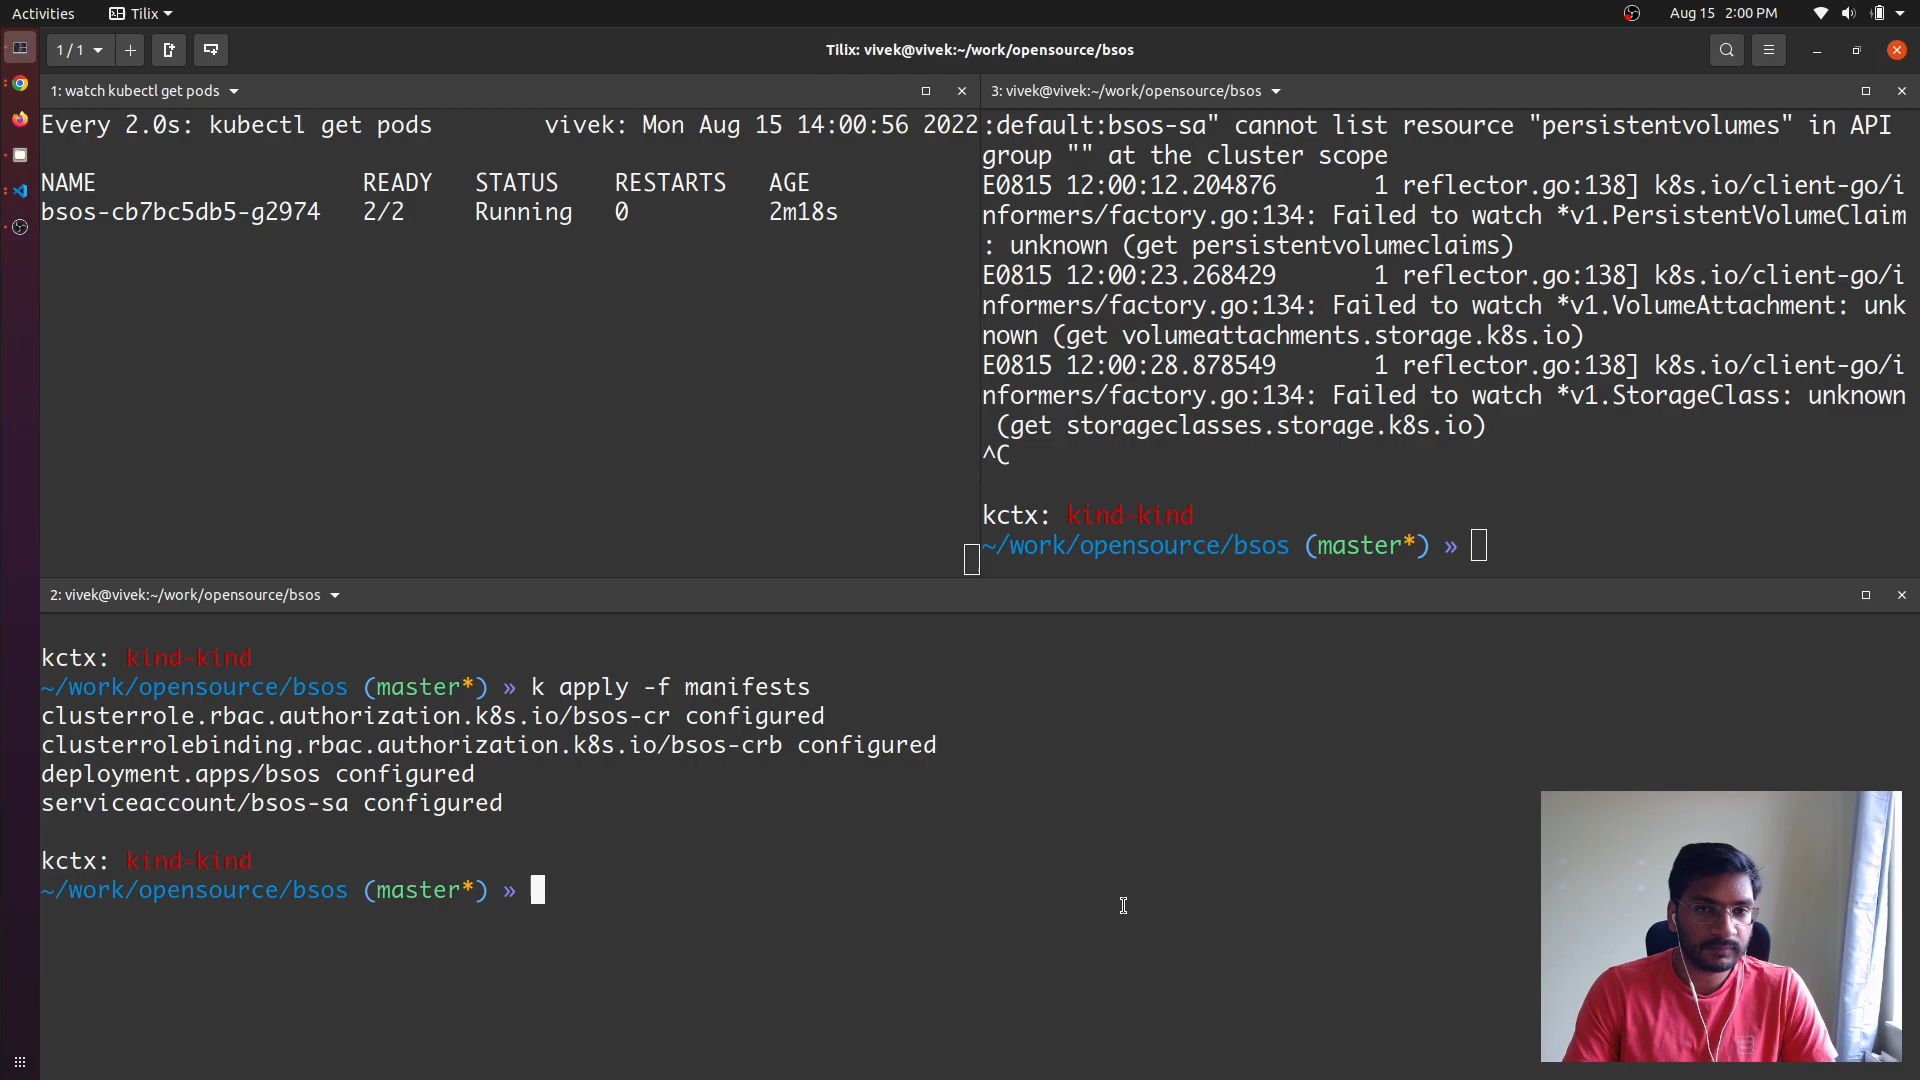 Activities Tilix Aug 15 2:00 PM
1 / 1 Tilix: vivek@vivek:~/work/opensource/bsos
1: watch kubectl get pods
Every 2.0s: kubectl get pods vivek: Mon Aug 15 14:00:56 2022
NAME READY STATUS RESTARTS AGE
bsos-cb7bc5db5-g2974 2/2 Running 0 2m18s
3: vivek@vivek:~/work/opensource/bsos
:default:bsos-sa" cannot list resource "persistentvolumes" in API
group "" at the cluster scope
E0815 12:00:12.204876 1 reflector.go:138] k8s.io/client-go/i
nformers/factory.go:134: Failed to watch *v1.PersistentVolumeClaim
: unknown (get persistentvolumeclaims)
E0815 12:00:23.268429 1 reflector.go:138] k8s.io/client-go/i
nformers/factory.go:134: Failed to watch *v1.VolumeAttachment: unk
nown (get volumeattachments.storage.k8s.io)
E0815 12:00:28.878549 1 reflector.go:138] k8s.io/client-go/i
nformers/factory.go:134: Failed to watch *v1.StorageClass: unknown
(get storageclasses.storage.k8s.io)
^C
kctx: kind-kind
~/work/opensource/bsos (master*) »
2: vivek@vivek:~/work/opensource/bsos
kctx: kind-kind
~/work/opensource/bsos (master*) » k apply -f manifests
clusterrole.rbac.authorization.k8s.io/bsos-cr configured
clusterrolebinding.rbac.authorization.k8s.io/bsos-crb configured
deployment.apps/bsos configured
serviceaccount/bsos-sa configured
kctx: kind-kind
~/work/opensource/bsos (master*) »